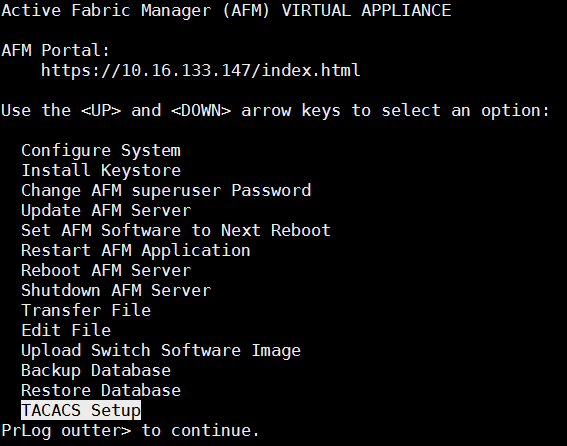 Active Fabric Manager (AFM) VIRTUAL APPLIANCE
AFM Portal:
https://10.16.133.147/index.html
Use the <UP> and <DOWN> arrow keys to select an option:
Configure System
Install Keystore
Change AFM superuser Password
Update AFM Server
Set AFM Software to Next Reboot
Restart AFM Application
Reboot AFM Server
Shutdown AFM Server
Transfer File
Edit File
Upload Switch Software Image
Backup Database
Restore Database
TACACS Setup
PrLog outter> to continue.